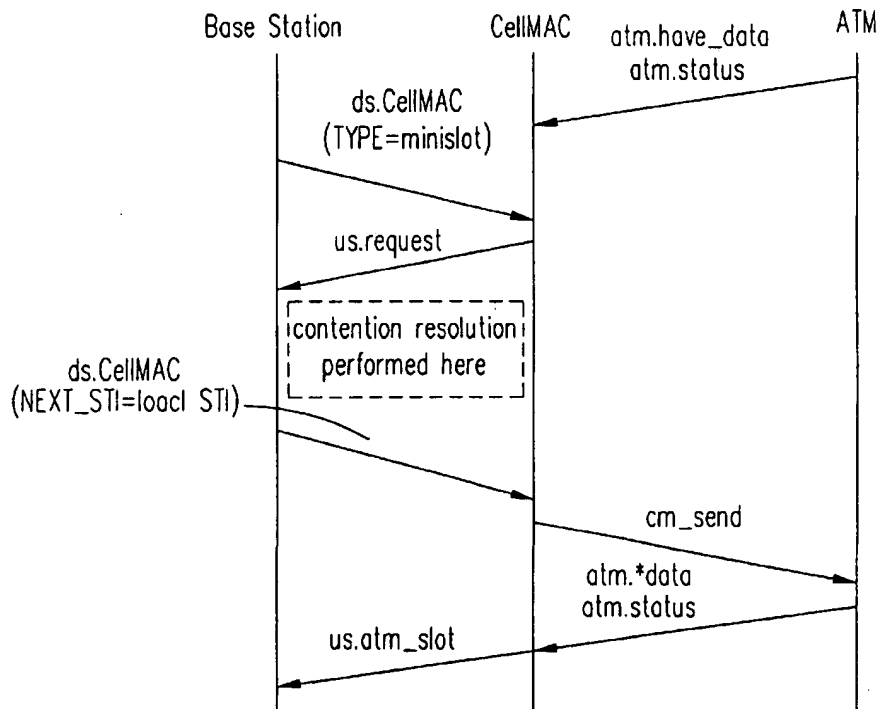 Base Station
CellMAC
ATM
atm.have_data
atm.status
ds.CellMAC
(TYPE=minislot)
us.request
contention resolution
performed here
ds.CellMAC
(NEXT_STI=loacl STI)
cm_send
atm.*data
atm.status
us.atm_slot